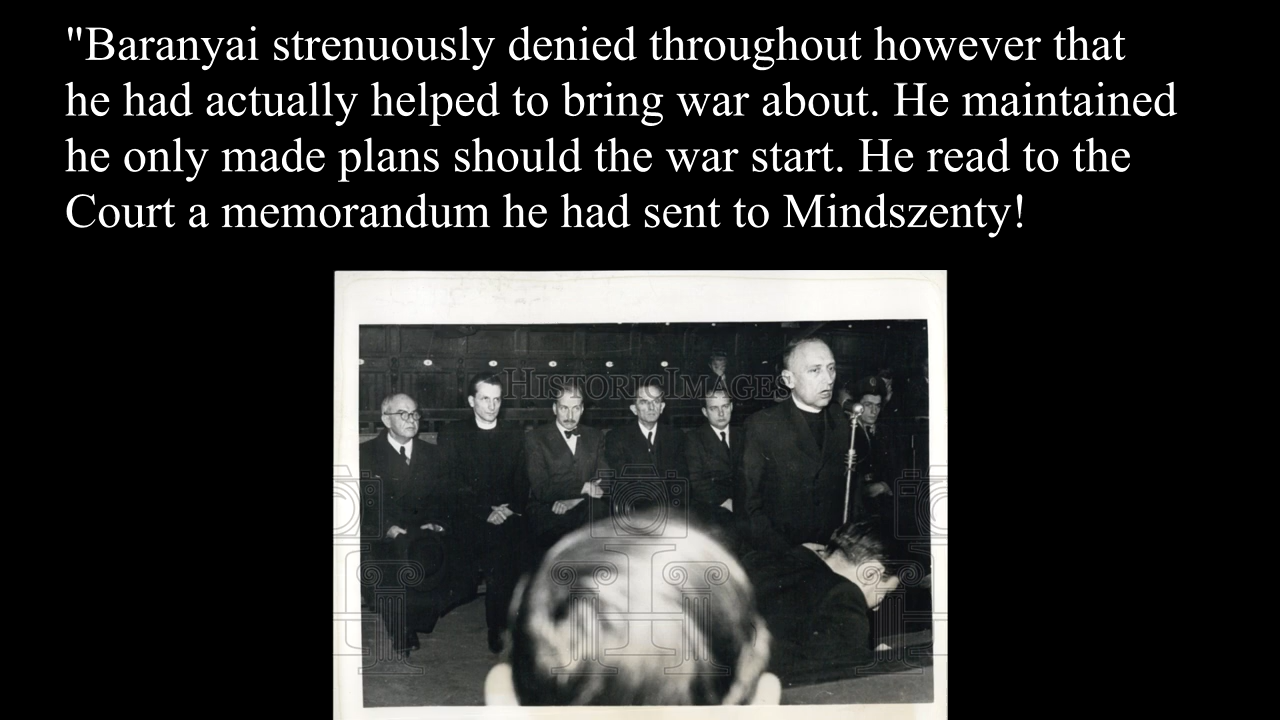 "Baranyai strenuously denied throughout however that
he had actually helped to bring war about. He maintained
he only made plans should the war start. He read to the
Court a memorandum he had sent to Mindszenty!
HISTORICIMAGES